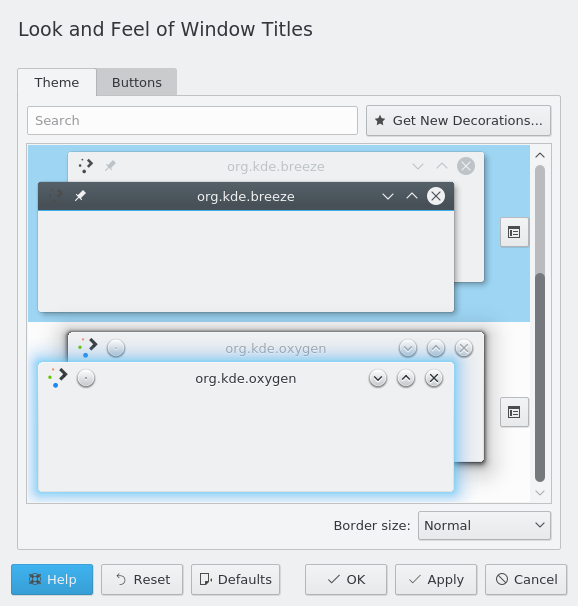 Look and Feel of Window Titles
Theme Buttons
Search Get New Decorations...
org.kde.breeze
org.kde.breeze
org.kde.oxygen
org.kde.oxygen
Border size: Normal
Help Reset Defaults OK Apply Cancel